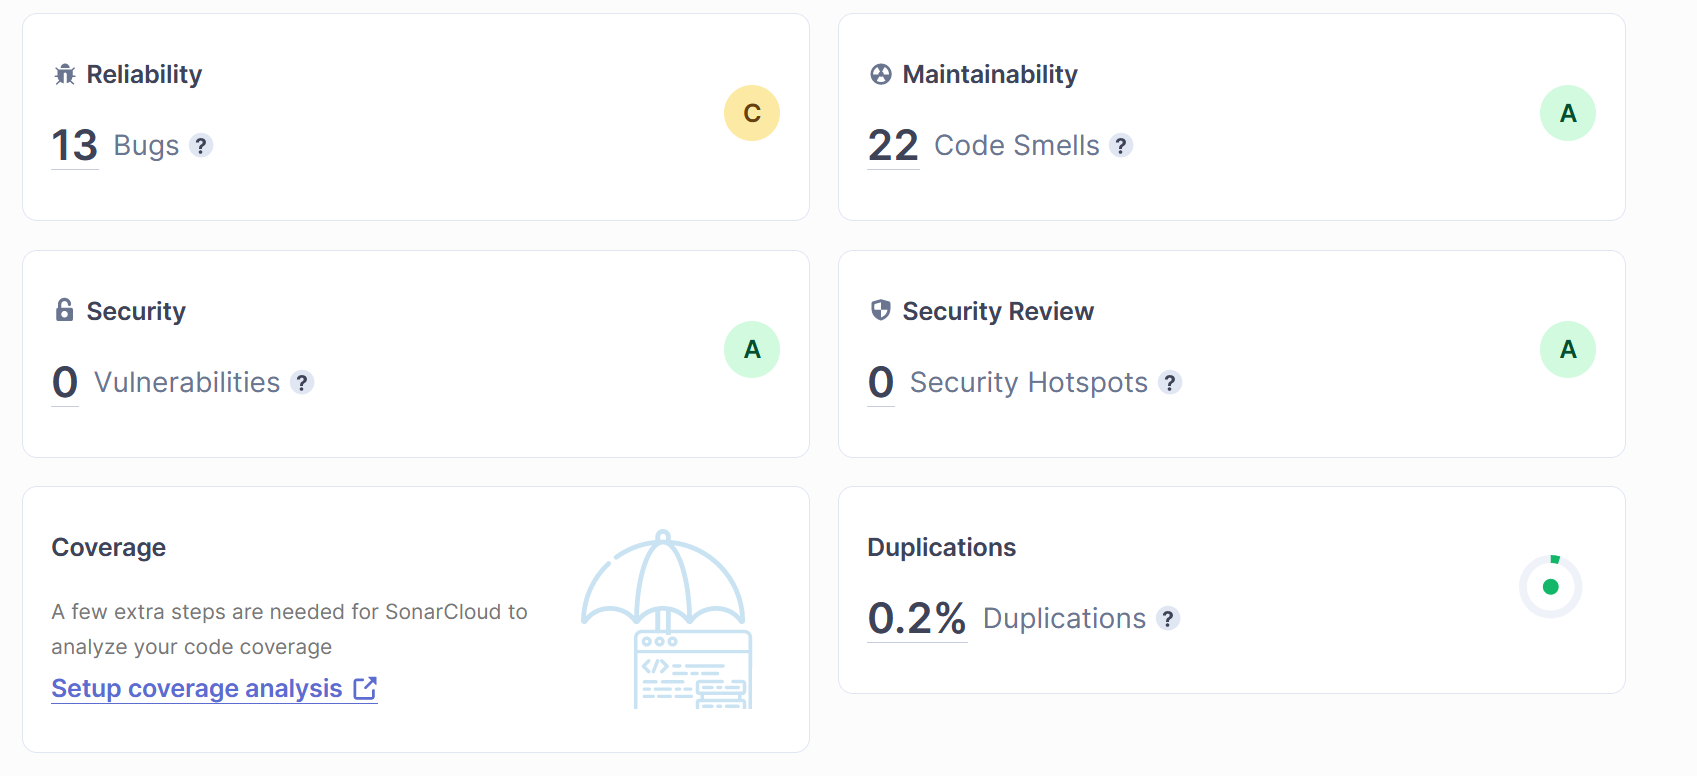 Reliability
13 Bugs ?
C
Maintainability
22 Code Smells ?
A
Security
0 Vulnerabilities ?
A
Security Review
0 Security Hotspots ?
A
Coverage
A few extra steps are needed for SonarCloud to
analyze your code coverage
Setup coverage analysis
</>
Duplications
0.2% Duplications ?